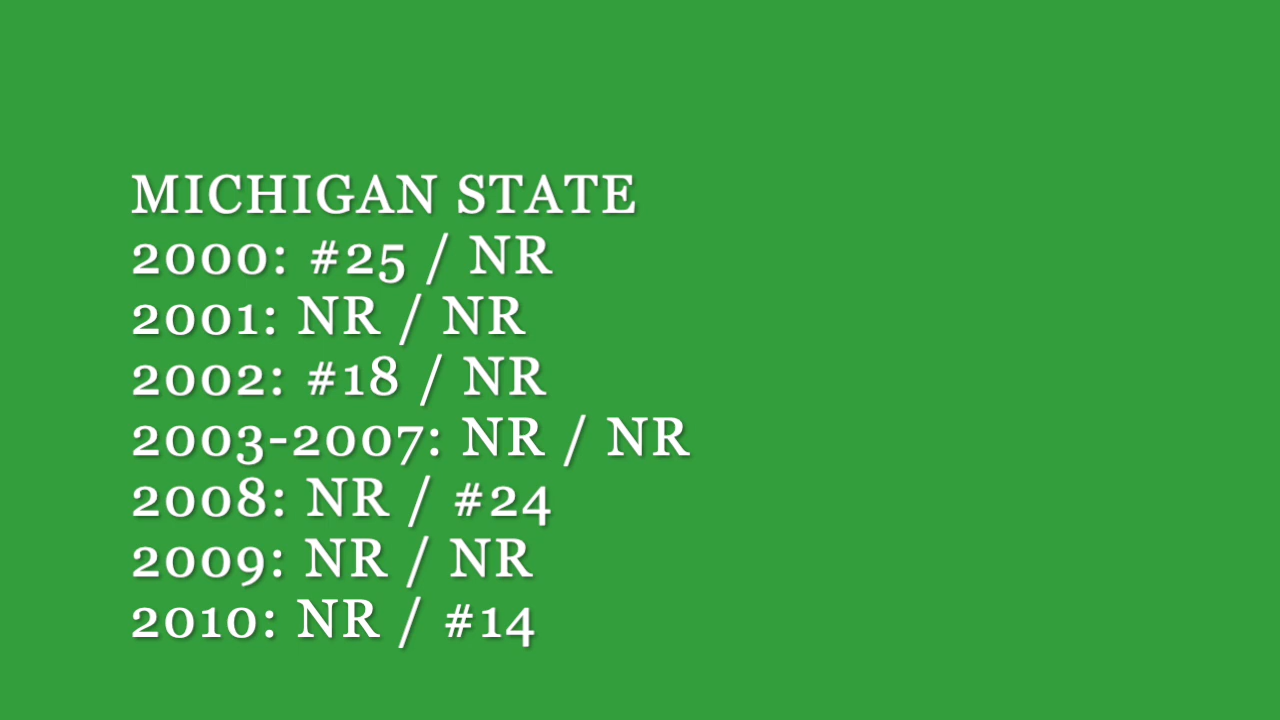 MICHIGAN STATE
2000: #25 / NR
2001: NR / NR
2002: #18 / NR
2003-2007: NR / NR
2008: NR / #24
2009: NR / NR
2010: NR / #14